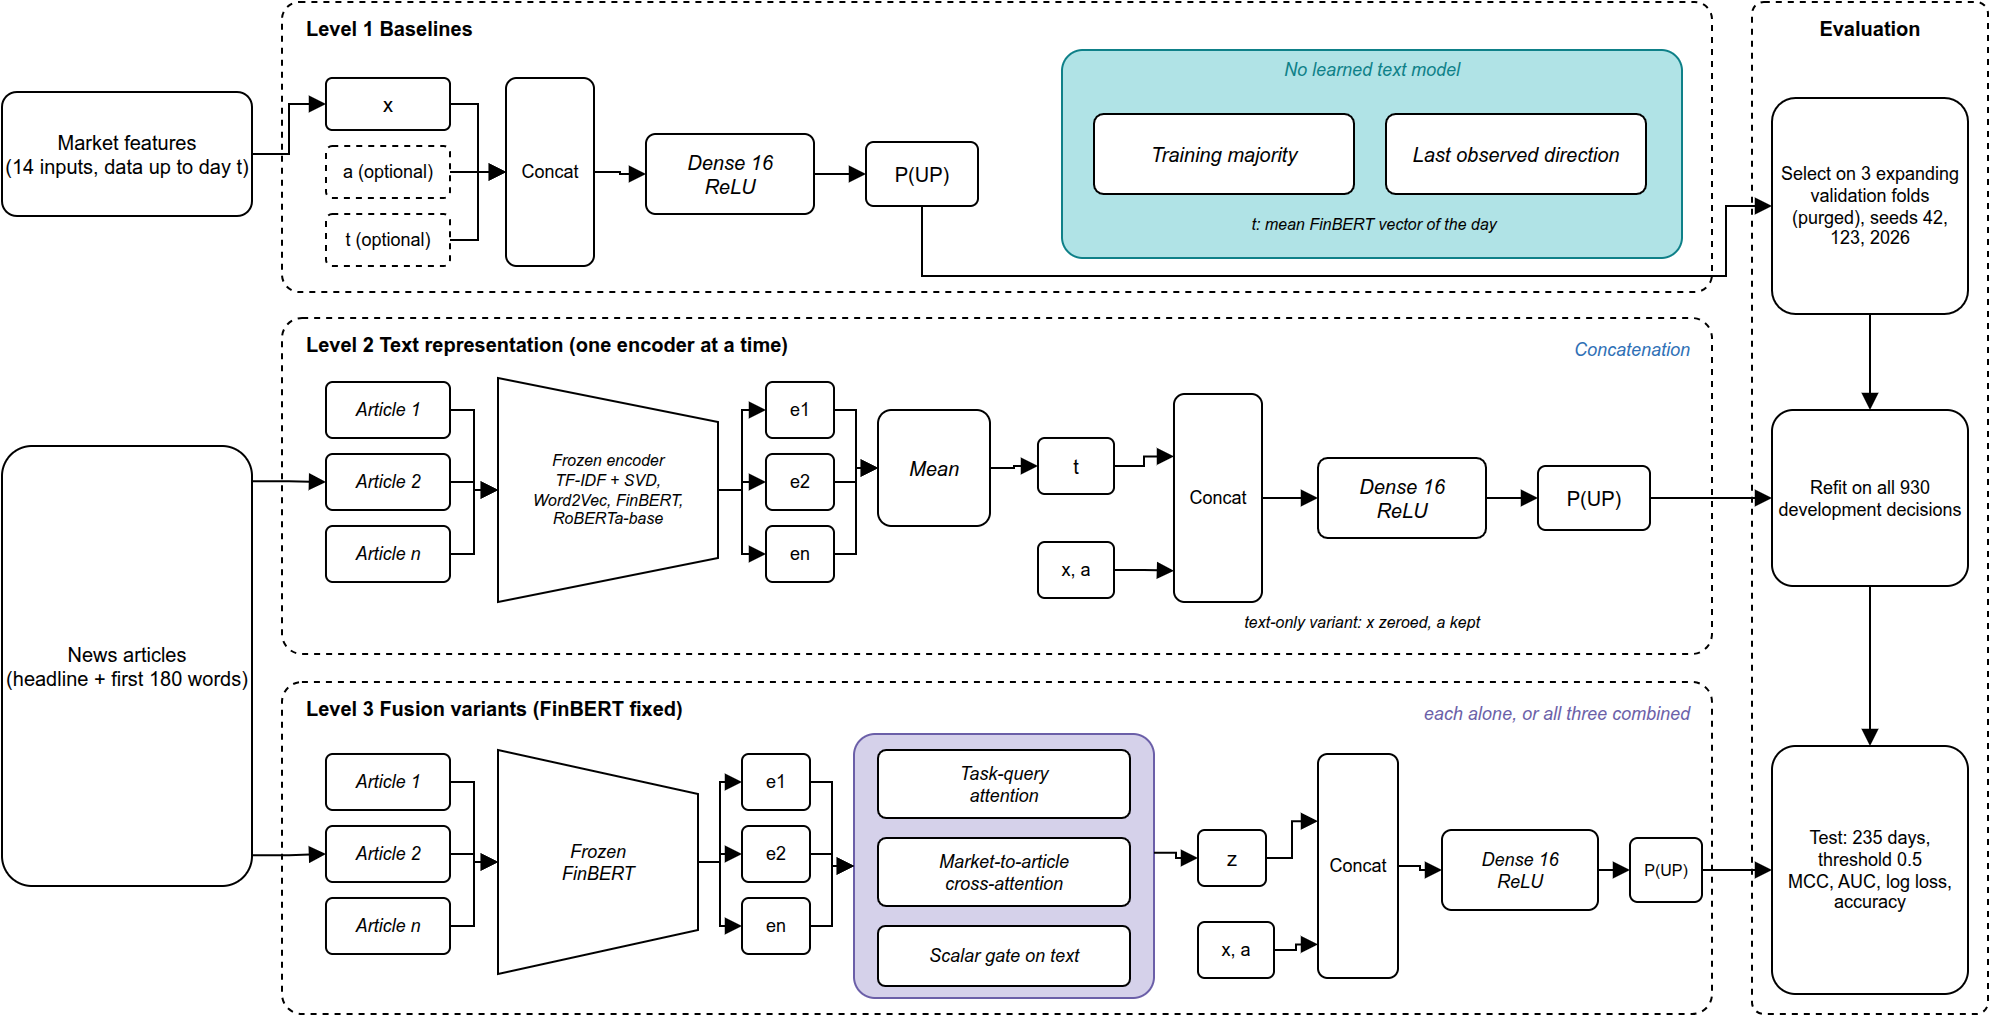 Level 1 Baselines
Evaluation
Market features
(14 inputs, data up to day t)
x
a (optional)
t (optional)
Concat
Dense 16
ReLU
P(UP)
No learned text model
Training majority
Last observed direction
t: mean FinBERT vector of the day
Select on 3 expanding
validation folds
(purged), seeds 42,
123, 2026
Level 2 Text representation (one encoder at a time)
Concatenation
News articles
(headline + first 180 words)
Article 1
Article 2
Article n
Frozen encoder
TF-IDF + SVD,
Word2Vec, FinBERT,
RoBERTa-base
e1
e2
en
Mean
t
x, a
Concat
Dense 16
ReLU
P(UP)
text-only variant: x zeroed, a kept
Refit on all 930
development decisions
Level 3 Fusion variants (FinBERT fixed)
each alone, or all three combined
Article 1
Article 2
Article n
Frozen
FinBERT
e1
e2
en
Task-query
attention
Market-to-article
cross-attention
Scalar gate on text
z
x, a
Concat
Dense 16
ReLU
P(UP)
Test: 235 days,
threshold 0.5
MCC, AUC, log loss,
accuracy